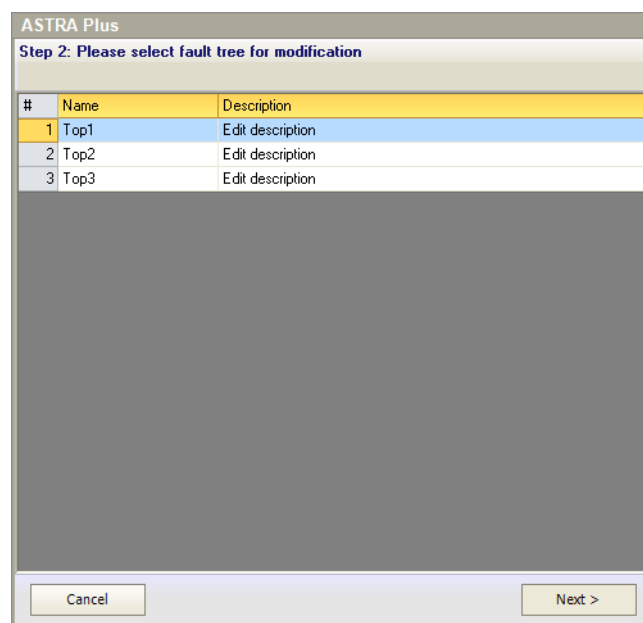 ASTRA Plus
Step 2: Please select fault tree for modification
# Name Description
1 Top1 Edit description
2 Top2 Edit description
3 Top3 Edit description
Cancel Next >